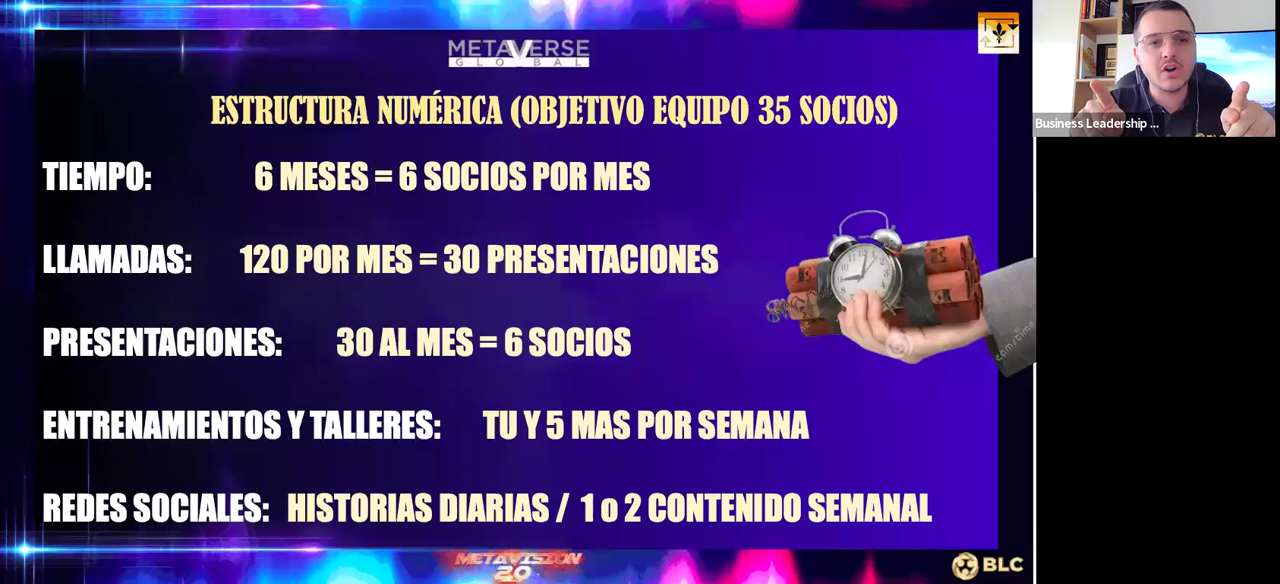 METAVERSE
GLOBAL
ESTRUCTURA NUMÉRICA (OBJETIVO EQUIPO 35 SOCIOS)
TIEMPO: 6 MESES = 6 SOCIOS POR MES
LLAMADAS: 120 POR MES = 30 PRESENTACIONES
PRESENTACIONES: 30 AL MES = 6 SOCIOS
ENTRENAMIENTOS Y TALLERES: TU Y 5 MAS POR SEMANA
REDES SOCIALES: HISTORIAS DIARIAS / 1 o 2 CONTENIDO SEMANAL
METAVISION
2.0
BLC
Business Leadership ...